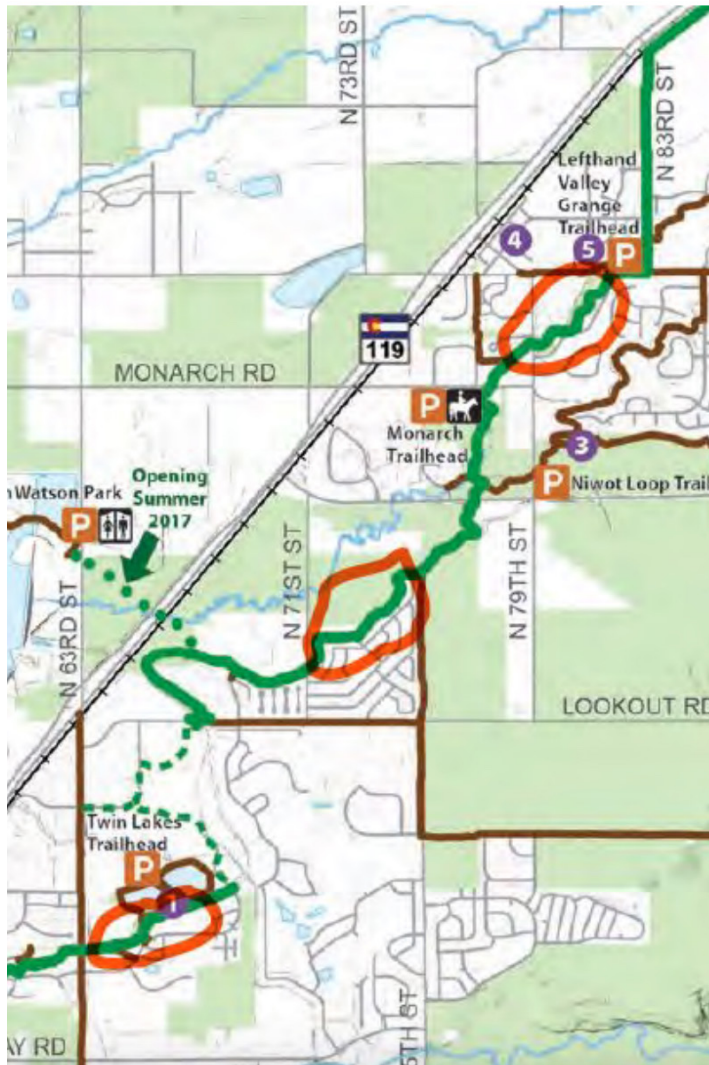 N 73RD ST
N 83RD ST
Lefthand
Valley
Grange
Trailhead
4
5
P
119
MONARCH RD
P
Monarch
Trailhead
3
P
Niwot Loop Trail
Opening
Summer
2017
Watson Park
P
N 71ST ST
N 79TH ST
N 63RD ST
LOOKOUT RD
Twin Lakes
Trailhead
P
1
AY RD
5TH ST